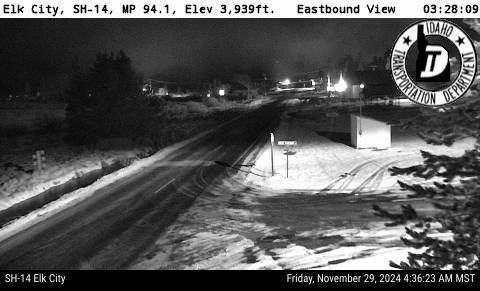 Elk City, SH-14, MP 94.1, Elev 3,939ft. Eastbound View 03:28:09
IDAHO
TRANSPORTATION DEPARTMENT
SH-14 Elk City Friday, November 29, 2024 4:36:23 AM MST